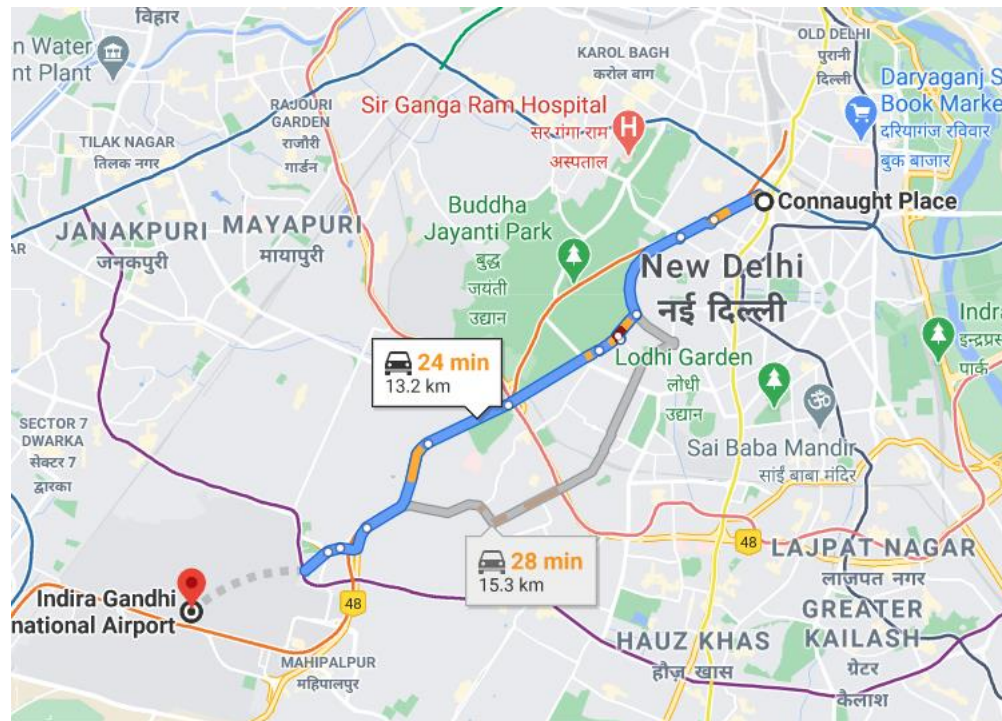 विहार
n Water
nt Plant
TILAK NAGAR
तिलक नगर
RAJOURI
GARDEN
राजौरी
गार्डन
KAROL BAGH
करोल बाग
OLD DELHI
पुरानी
दिल्ली
Sir Ganga Ram Hospital
सर गंगा राम
अस्पताल
H
Daryaganj S
Book Marke
दरियागंज रविवार
बुक बाजार
Connaught Place
JANAKPURI
जनकपुरी
MAYAPURI
मायापुरी
AR
Buddha
Jayanti Park
बुद्ध
जयंती
उद्यान
New Delhi
नई दिल्ली
Indra
इन्द्रप्रस
पार्क
24 min
13.2 km
Lodhi Garden
लोधी
उद्यान
Sai Baba Mandir
सांई बाबा मंदिर
SECTOR 7
DWARKA
सेक्टर 7
द्वारका
28 min
15.3 km
48
LAJPAT NAGAR
लाजपत नगर
Indira Gandhi
national Airport
48
MAHIPALPUR
महिपालपुर
HAUZ KHAS
हौज़ खास
GREATER
KAILASH
ग्रेटर
कैलाश